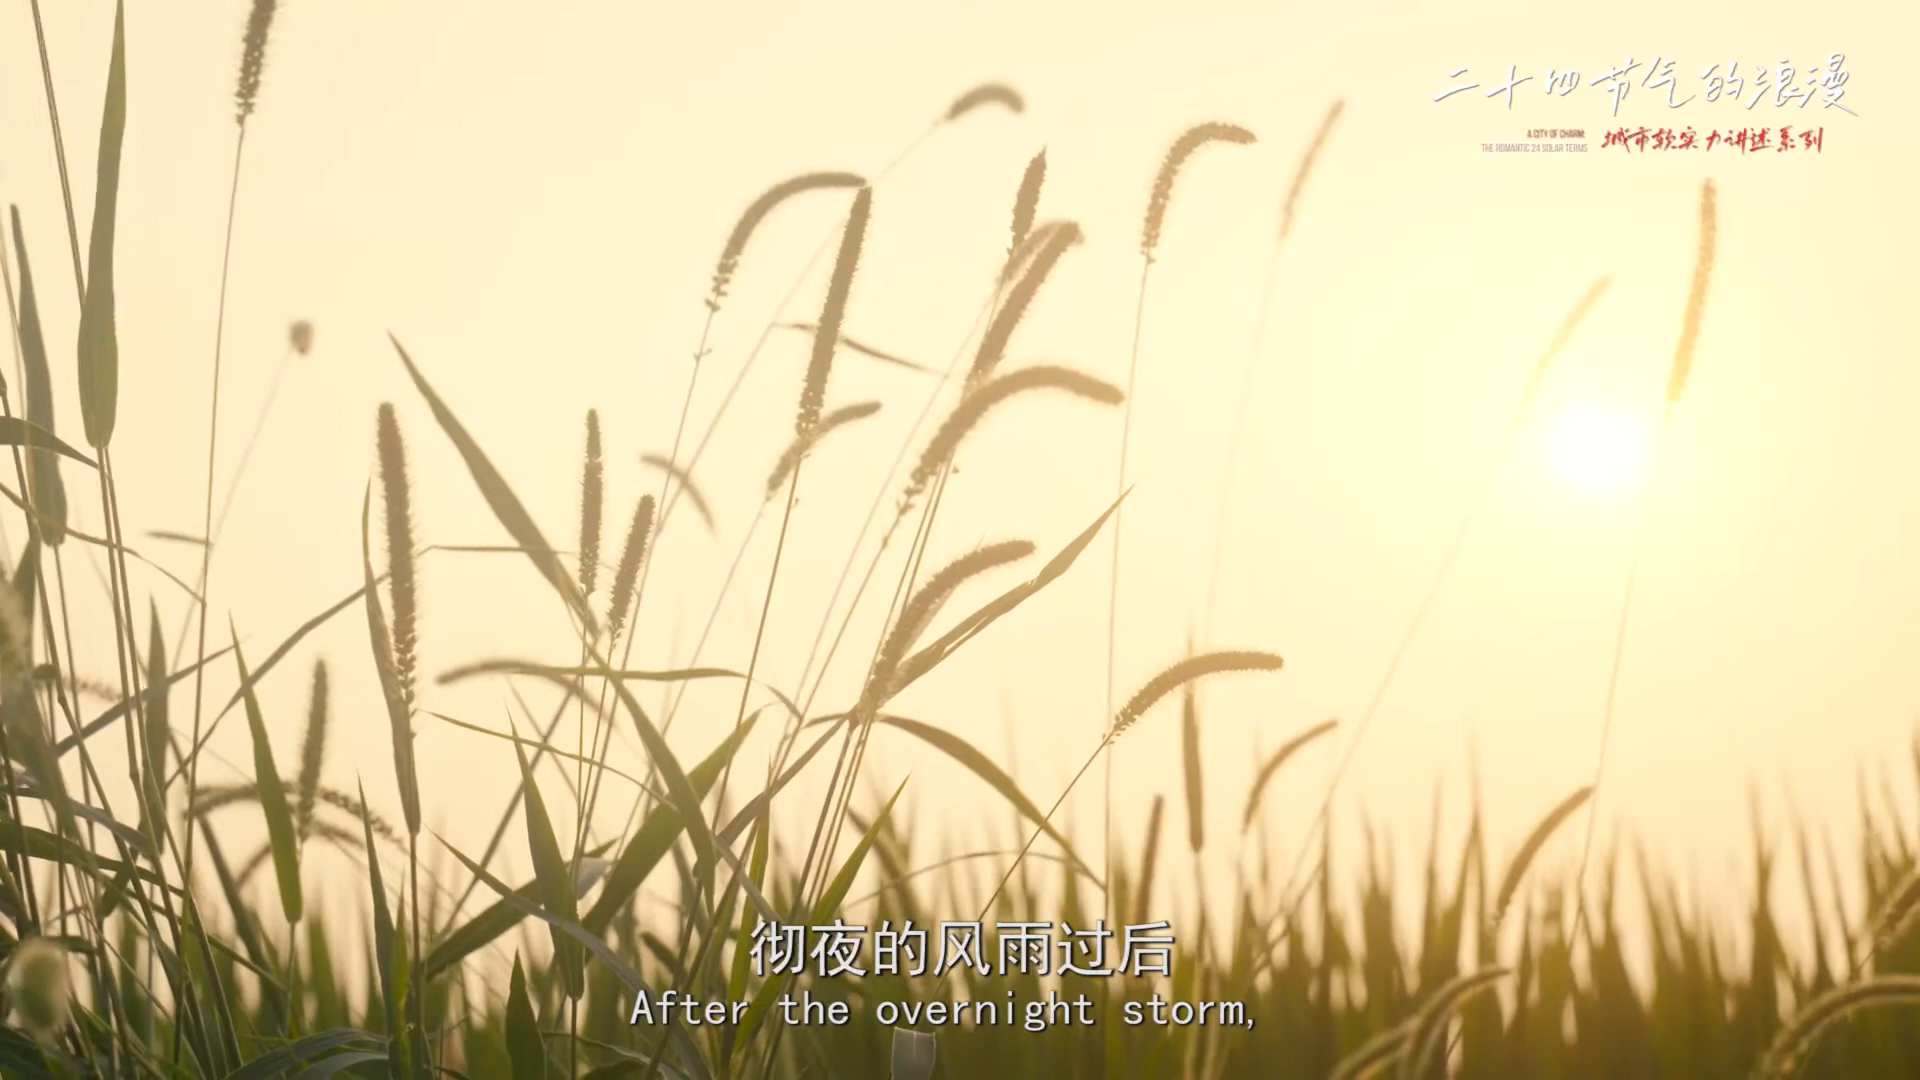 二十四节气的浪漫
A CITY OF CHARM:
THE ROMANTIC 24 SOLAR TERMS
城市软实力讲述系列
彻夜的风雨过后
After the overnight storm,